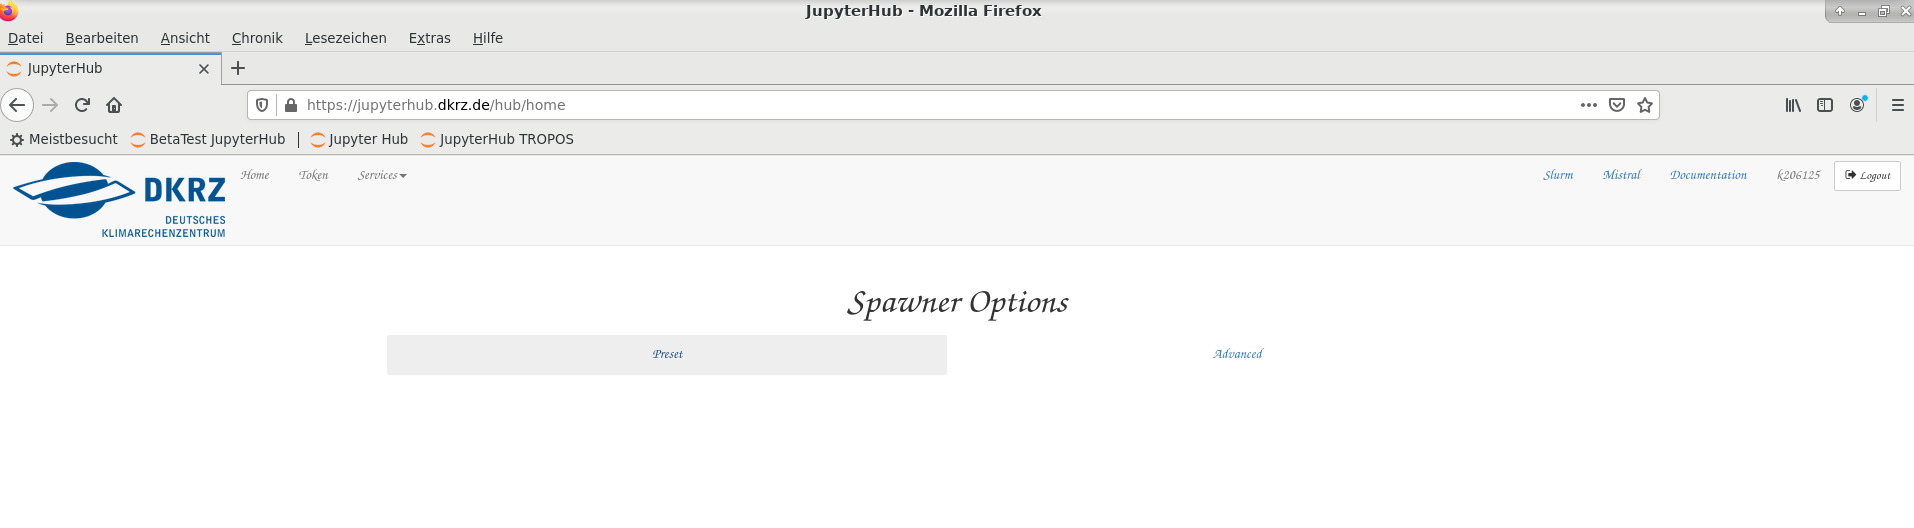 JupyterHub - Mozilla Firefox
Datei Bearbeiten Ansicht Chronik Lesezeichen Extras Hilfe
JupyterHub
https://jupyterhub.dkrz.de/hub/home
Meistbesucht BetaTest JupyterHub Jupyter Hub JupyterHub TROPOS
DKRZ
DEUTSCHES
KLIMARECHENZENTRUM
Home Token Services Slurm Mistral Documentation k206125 Logout
Spawner Options
Preset Advanced